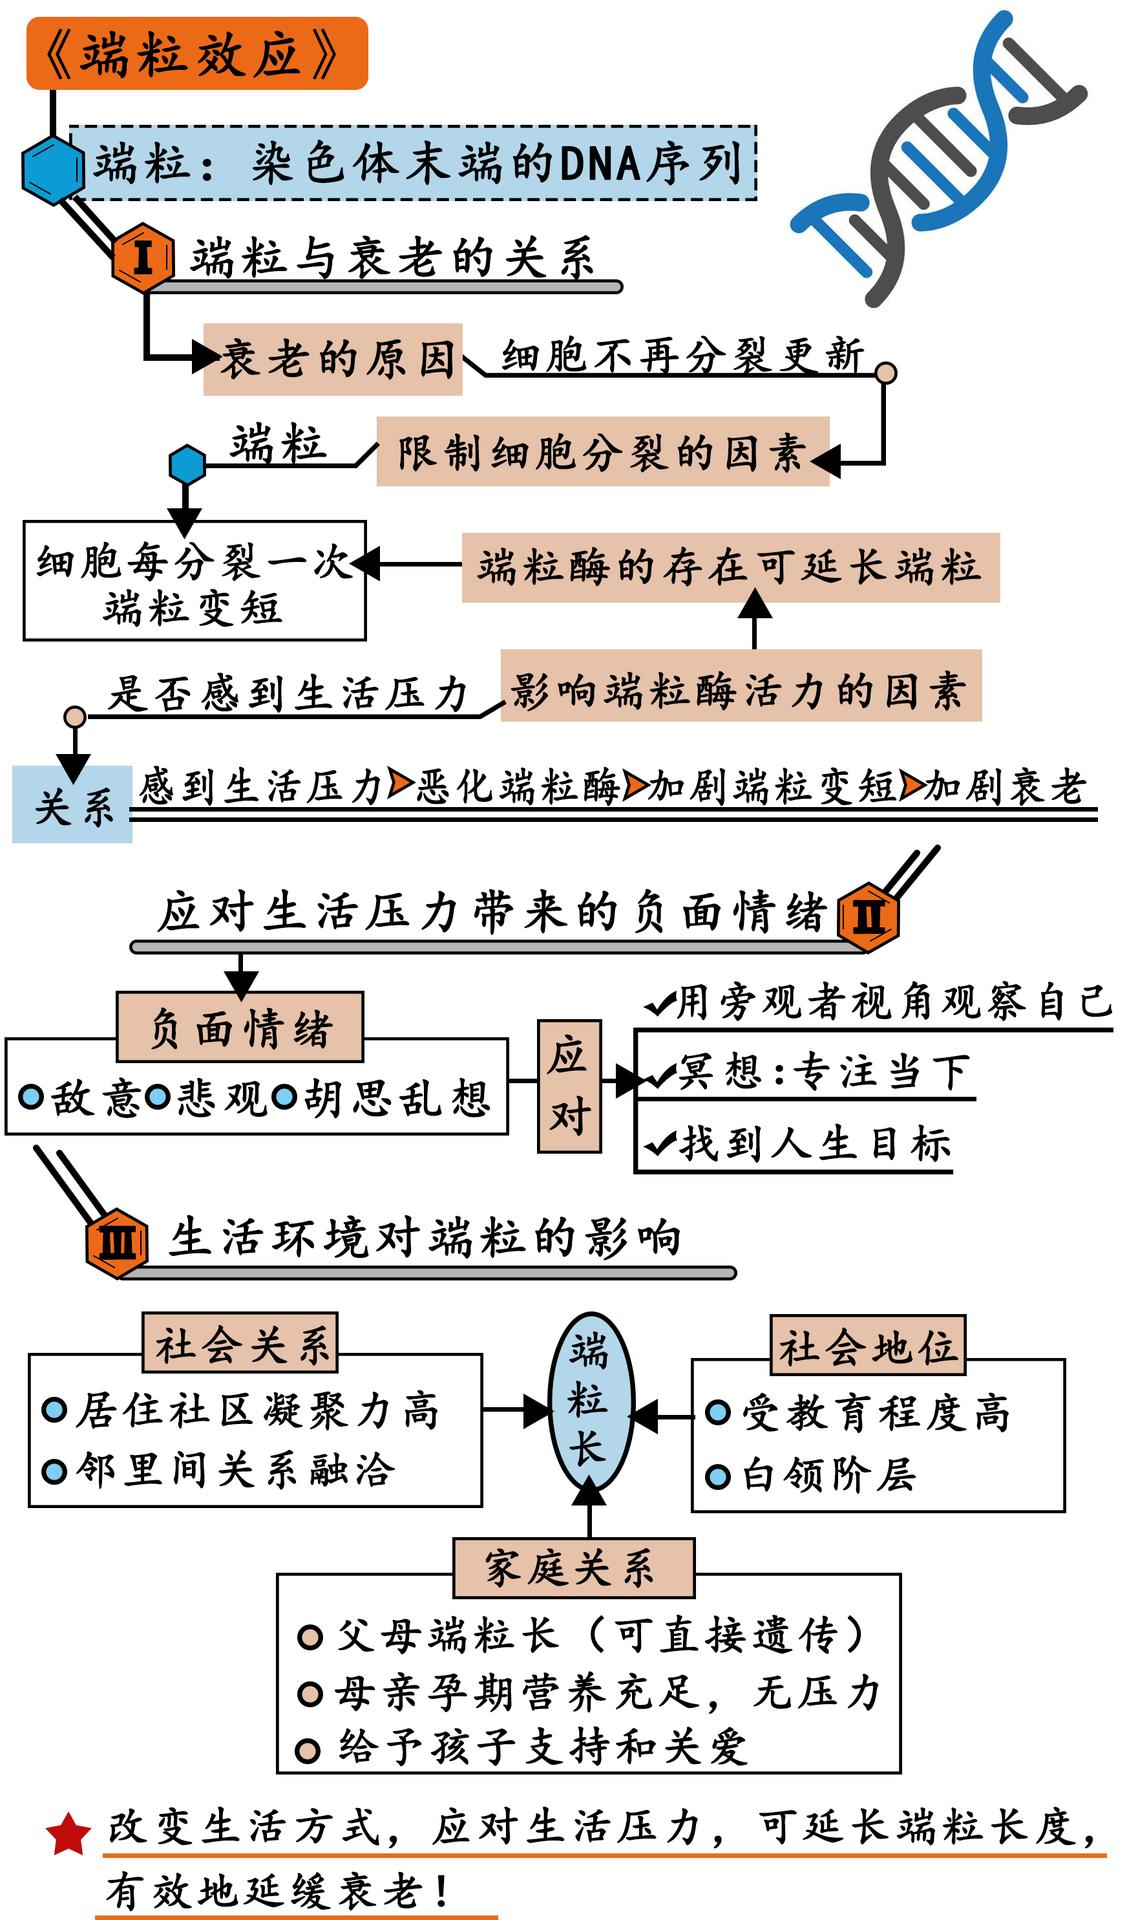 《端粒效应》
端粒：染色体末端的DNA序列
I
端粒与衰老的关系
衰老的原因
细胞不再分裂更新
限制细胞分裂的因素
端粒
细胞每分裂一次
端粒变短
端粒酶的存在可延长端粒
影响端粒酶活力的因素
是否感到生活压力
关系
感到生活压力
恶化端粒酶
加剧端粒变短
加剧衰老
应对生活压力带来的负面情绪
II
负面情绪
敌意
悲观
胡思乱想
应
对
用旁观者视角观察自己
冥想：专注当下
找到人生目标
III
生活环境对端粒的影响
社会关系
居住社区凝聚力高
邻里间关系融洽
端
粒
长
社会地位
受教育程度高
白领阶层
家庭关系
父母端粒长（可直接遗传）
母亲孕期营养充足，无压力
给予孩子支持和关爱
改变生活方式，应对生活压力，可延长端粒长度，
有效地延缓衰老！